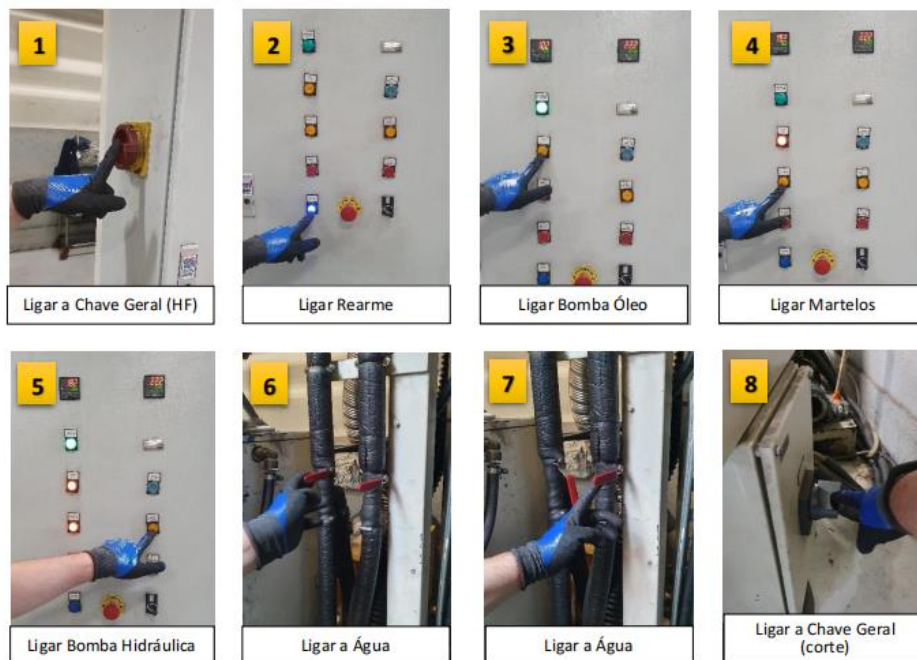 1
2
3
4
Ligar a Chave Geral (HF)
Ligar Rearme
Ligar Bomba Óleo
Ligar Martelos
5
6
7
8
Ligar Bomba Hidráulica
Ligar a Água
Ligar a Água
Ligar a Chave Geral
(corte)